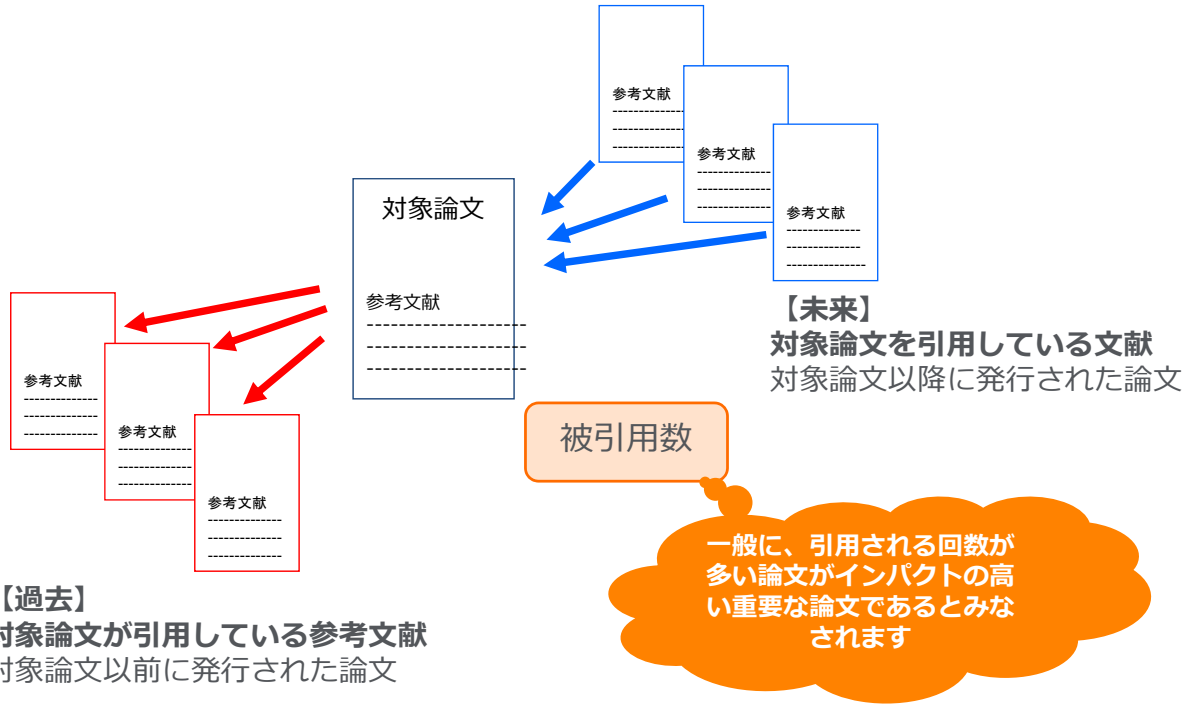 参考文献
--------------
--------------
--------------
参考文献
--------------
--------------
--------------
参考文献
--------------
--------------
---------------
対象論文
参考文献
---------------------
---------------------
---------------------
【未来】
対象論文を引用している文献
対象論文以降に発行された論文
参考文献
--------------
--------------
--------------
参考文献
--------------
--------------
--------------
参考文献
--------------
--------------
--------------
被引用数
一般に、引用される回数が
多い論文がインパクトの高
い重要な論文であるとみな
されます
【過去】
対象論文が引用している参考文献
対象論文以前に発行された論文